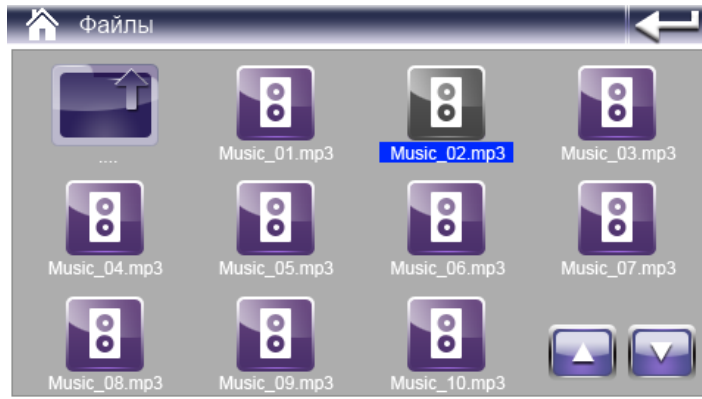 Файлы
....
Music_01.mp3
Music_02.mp3
Music_03.mp3
Music_04.mp3
Music_05.mp3
Music_06.mp3
Music_07.mp3
Music_08.mp3
Music_09.mp3
Music_10.mp3